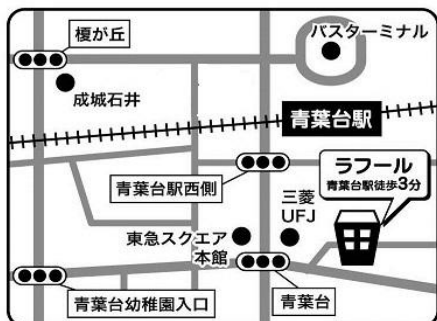 榎が丘
バスターミナル
成城石井
青葉台駅
ラフール
青葉台駅徒歩3分
青葉台駅西側
三菱
UFJ
東急スクエア
本館
青葉台幼稚園入口
青葉台